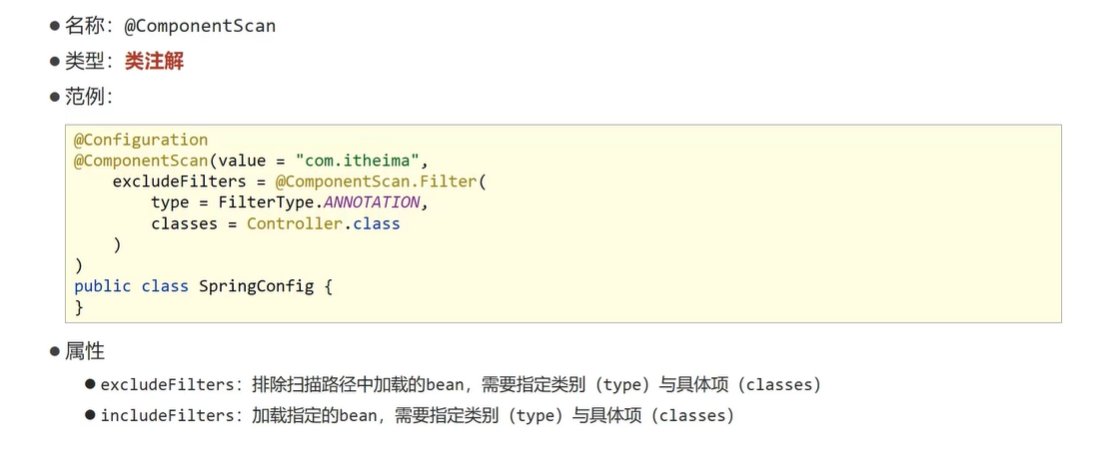 ● 名称：@ComponentScan
● 类型：类注解
● 范例：
@Configuration
@ComponentScan(value = "com.itheima",
    excludeFilters = @ComponentScan.Filter(
        type = FilterType.ANNOTATION,
        classes = Controller.class
    )
)
public class SpringConfig {
}
● 属性
● excludeFilters：排除扫描路径中加载的bean，需要指定类别（type）与具体项（classes）
● includeFilters：加载指定的bean，需要指定类别（type）与具体项（classes）